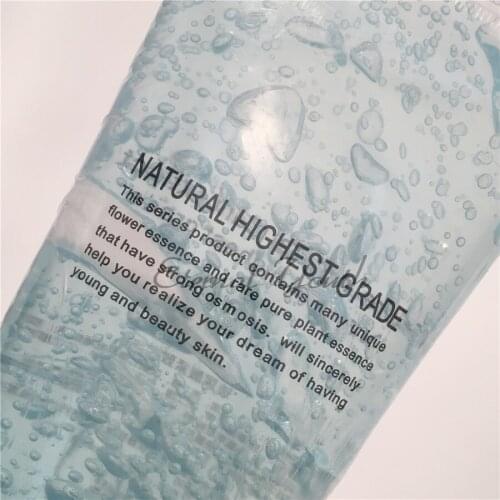 NATURAL HIGHEST GRADE
This series product contains many unique
flower essence and rare pure plant essence
that have strong osmosis, will sincerely
help you realize your dream of having
young and beauty skin.